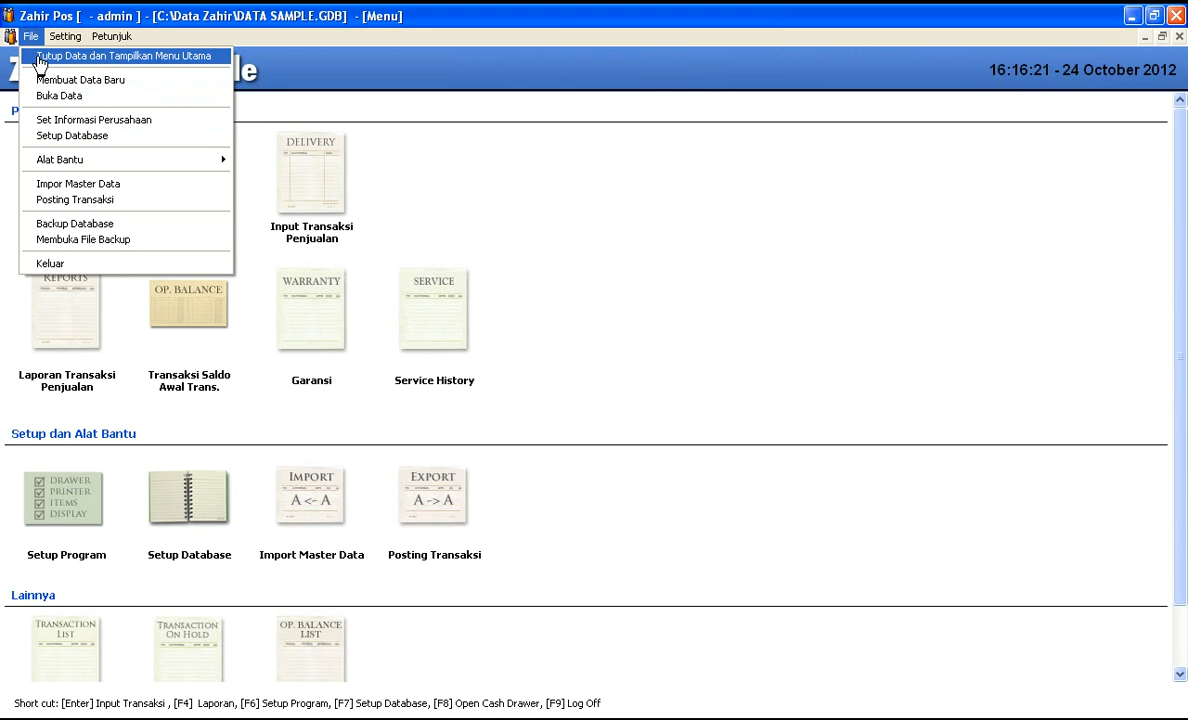 Zahir Pos [ - admin ] - [C:\Data Zahir\DATA SAMPLE.GDB] - [Menu]
File Setting Petunjuk
Tutup Data dan Tampilkan Menu Utama
Membuat Data Baru
Buka Data
Set Informasi Perusahaan
Setup Database
Alat Bantu
Impor Master Data
Posting Transaksi
Backup Database
Membuka File Backup
Keluar
16:16:21 - 24 October 2012
DELIVERY
Input Transaksi
Penjualan
REPORTS
OP. BALANCE
WARRANTY
SERVICE
Laporan Transaksi
Penjualan
Transaksi Saldo
Awal Trans.
Garansi
Service History
Setup dan Alat Bantu
DRAWER
PRINTER
ITEMS
DISPLAY
IMPORT
A <- A
EXPORT
A -> A
Setup Program
Setup Database
Import Master Data
Posting Transaksi
Lainnya
TRANSACTION
LIST
TRANSACTION
ON HOLD
OP. BALANCE
LIST
Short cut: [Enter] Input Transaksi , [F4] Laporan, [F6] Setup Program, [F7] Setup Database, [F8] Open Cash Drawer, [F9] Log Off